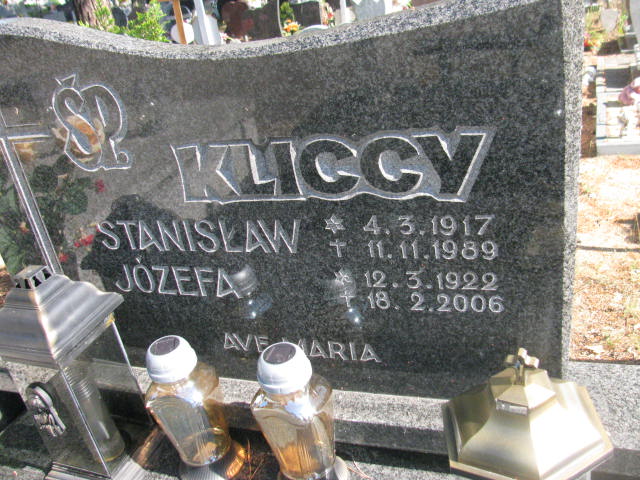 ŚP
KLICCY
STANISŁAW ✡ 4.3.1917
✝ 11.11.1989
JÓZEFA ✡ 12.3.1922
✝ 18.2.2006
AVE MARIA